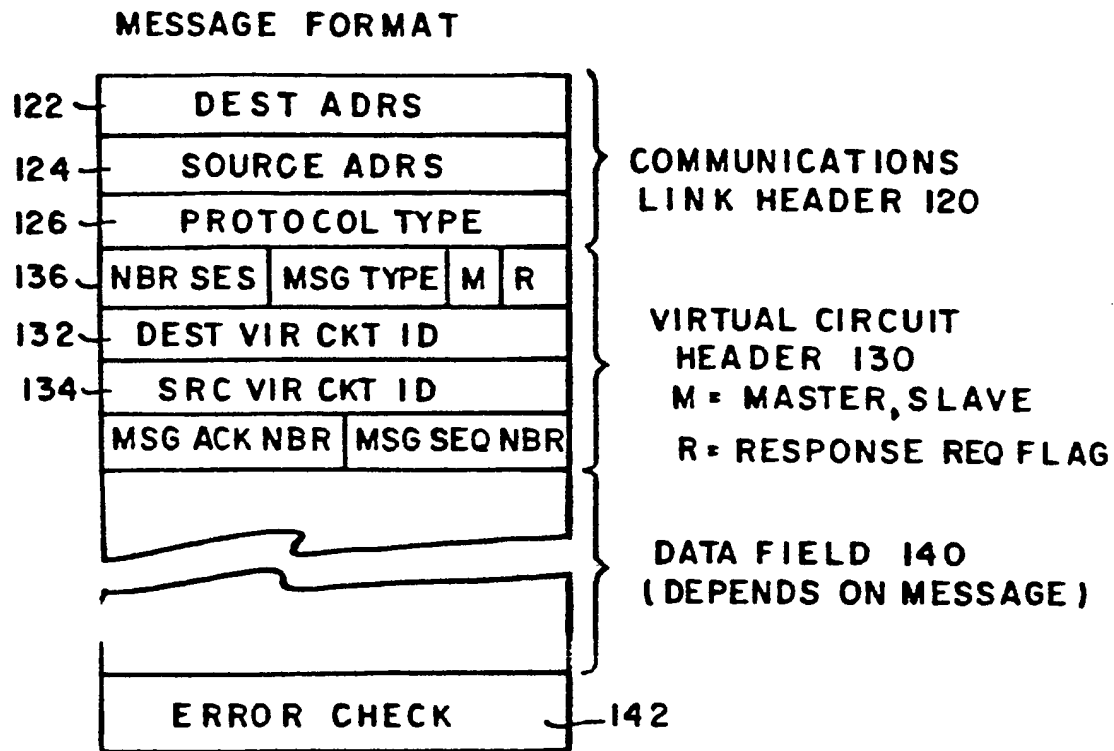 MESSAGE FORMAT
122 DEST ADRS
124 SOURCE ADRS
126 PROTOCOL TYPE
COMMUNICATIONS
LINK HEADER 120
136 NBR SES MSG TYPE M R
132 DEST VIR CKT ID
134 SRC VIR CKT ID
MSG ACK NBR MSG SEQ NBR
VIRTUAL CIRCUIT
HEADER 130
M = MASTER, SLAVE
R = RESPONSE REQ FLAG
DATA FIELD 140
(DEPENDS ON MESSAGE)
ERROR CHECK 142